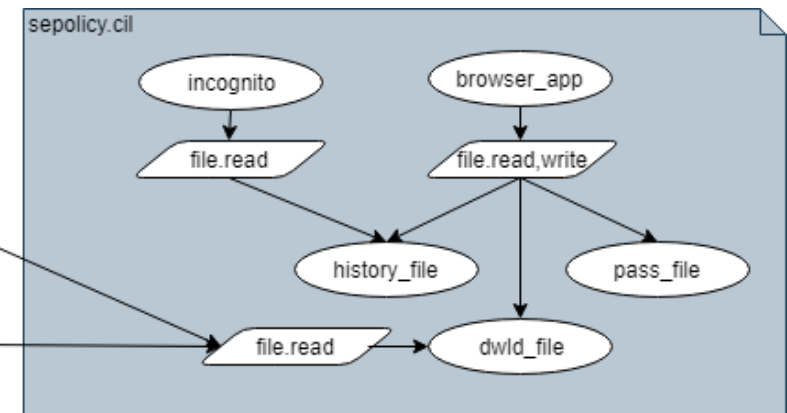 sepolicy.cil
incognito
browser_app
file.read
file.read,write
history_file
pass_file
file.read
dwld_file